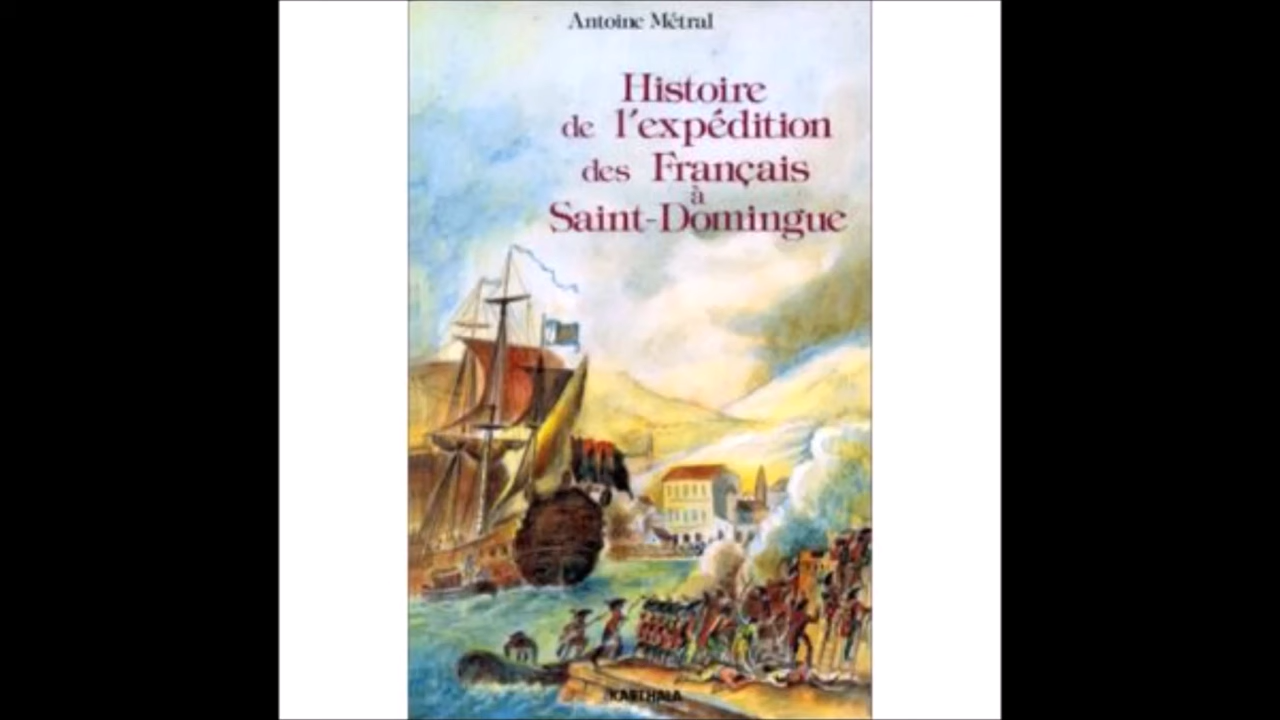 Antoine Métral
Histoire
de l'expédition
des Français
à
Saint-Domingue
KARTHALA